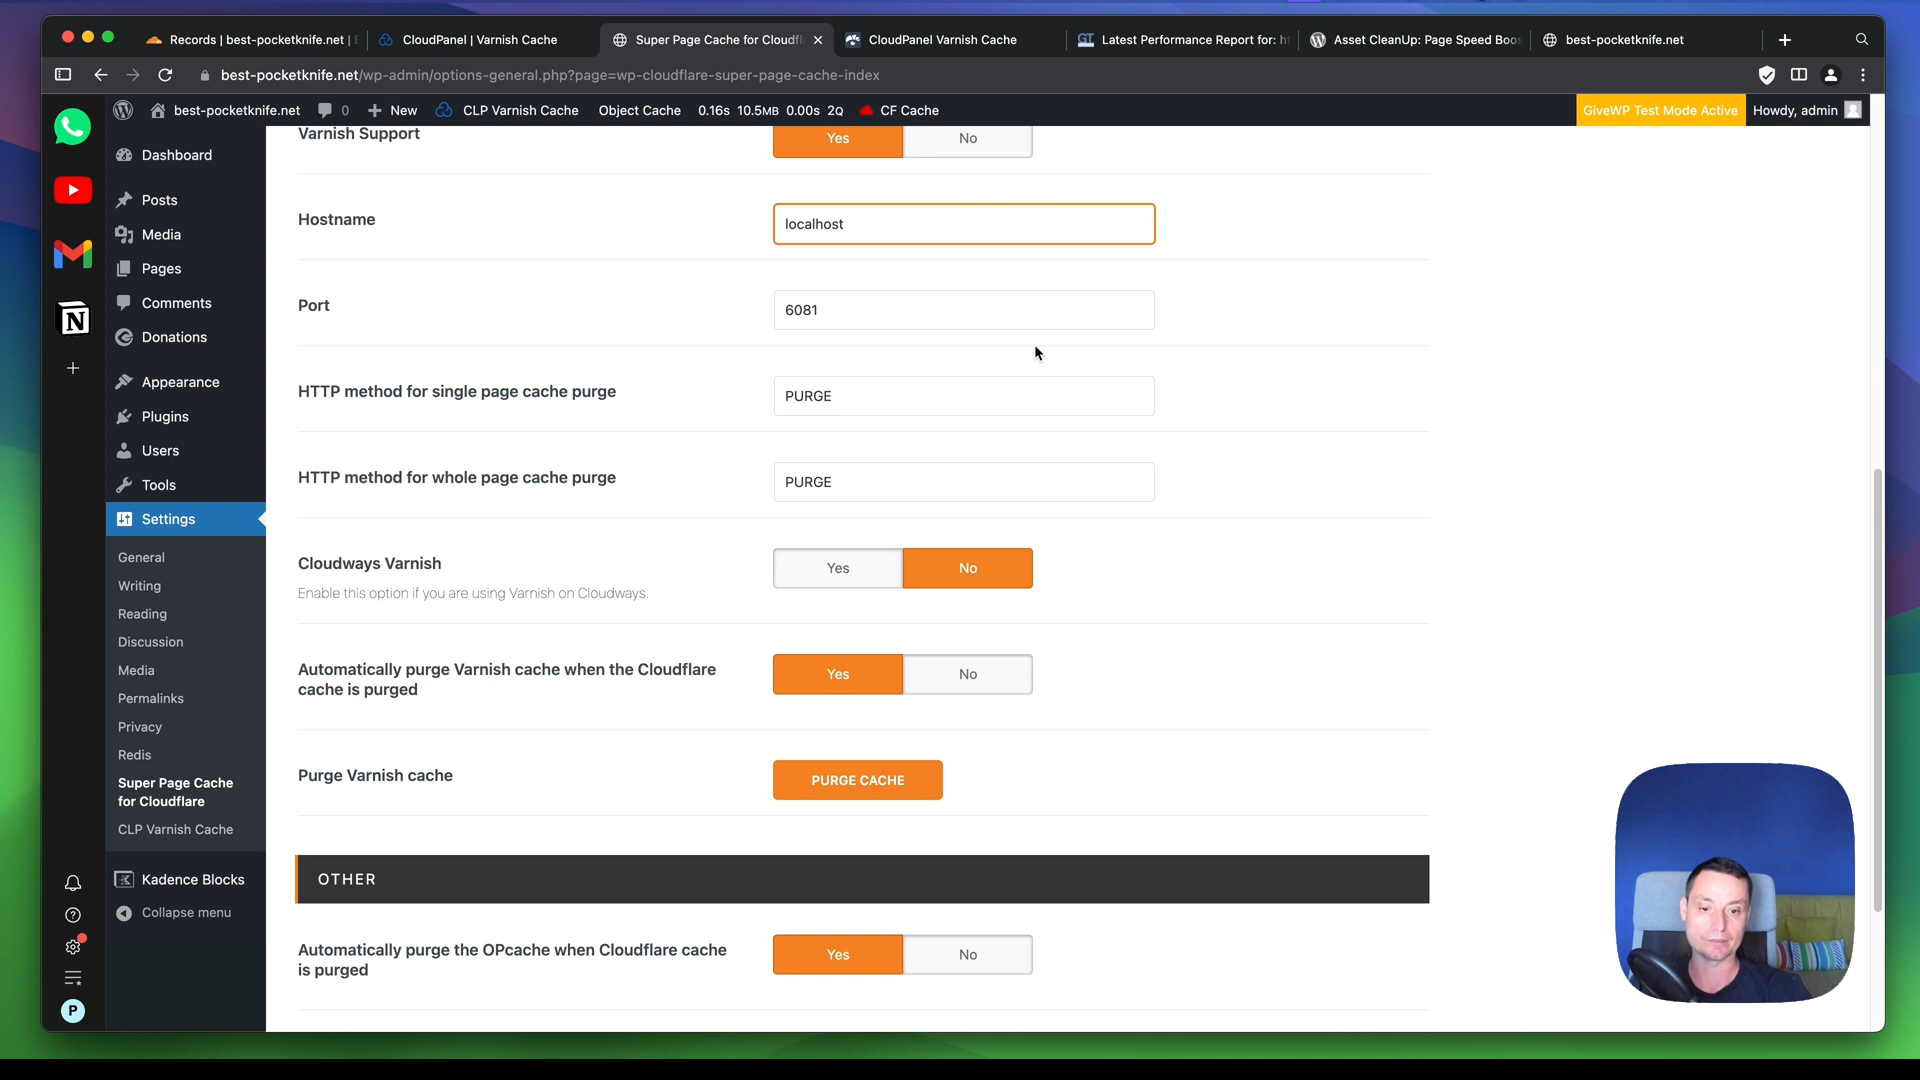 Records | best-pocketknife.net |
CloudPanel | Varnish Cache
Super Page Cache for Cloudfl
CloudPanel Varnish Cache
GT
Latest Performance Report for: h
Asset CleanUp: Page Speed Boos
best-pocketknife.net
best-pocketknife.net/wp-admin/options-general.php?page=wp-cloudflare-super-page-cache-index
best-pocketknife.net
0
New
CLP Varnish Cache
Object Cache
0.16s 10.5MB 0.00s 2Q
CF Cache
GiveWP Test Mode Active
Howdy, admin
Dashboard
Posts
Media
Pages
Comments
Donations
Appearance
Plugins
Users
Tools
Settings
General
Writing
Reading
Discussion
Media
Permalinks
Privacy
Redis
Super Page Cache
for Cloudflare
CLP Varnish Cache
Kadence Blocks
Collapse menu
N
P
Varnish Support
Yes
No
Hostname
localhost
Port
6081
HTTP method for single page cache purge
PURGE
HTTP method for whole page cache purge
PURGE
Cloudways Varnish
Yes
No
Enable this option if you are using Varnish on Cloudways.
Automatically purge Varnish cache when the Cloudflare
cache is purged
Yes
No
Purge Varnish cache
PURGE CACHE
OTHER
Automatically purge the OPcache when Cloudflare cache
is purged
Yes
No